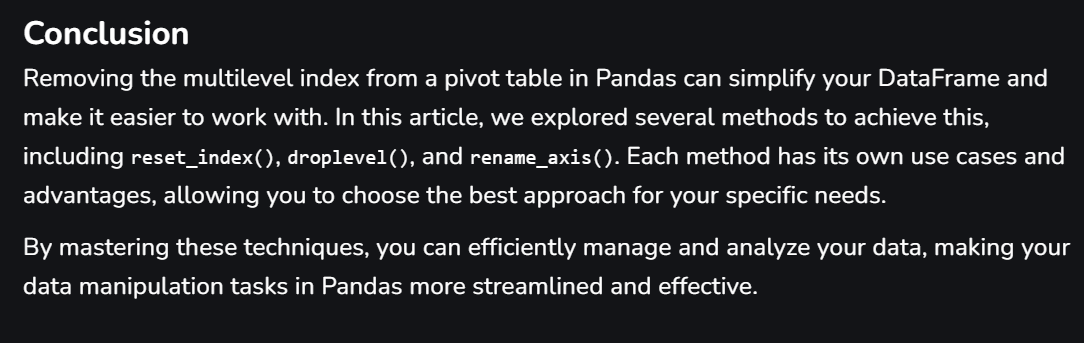 Conclusion
Removing the multilevel index from a pivot table in Pandas can simplify your DataFrame and
make it easier to work with. In this article, we explored several methods to achieve this,
including reset_index(), droplevel(), and rename_axis(). Each method has its own use cases and
advantages, allowing you to choose the best approach for your specific needs.
By mastering these techniques, you can efficiently manage and analyze your data, making your
data manipulation tasks in Pandas more streamlined and effective.